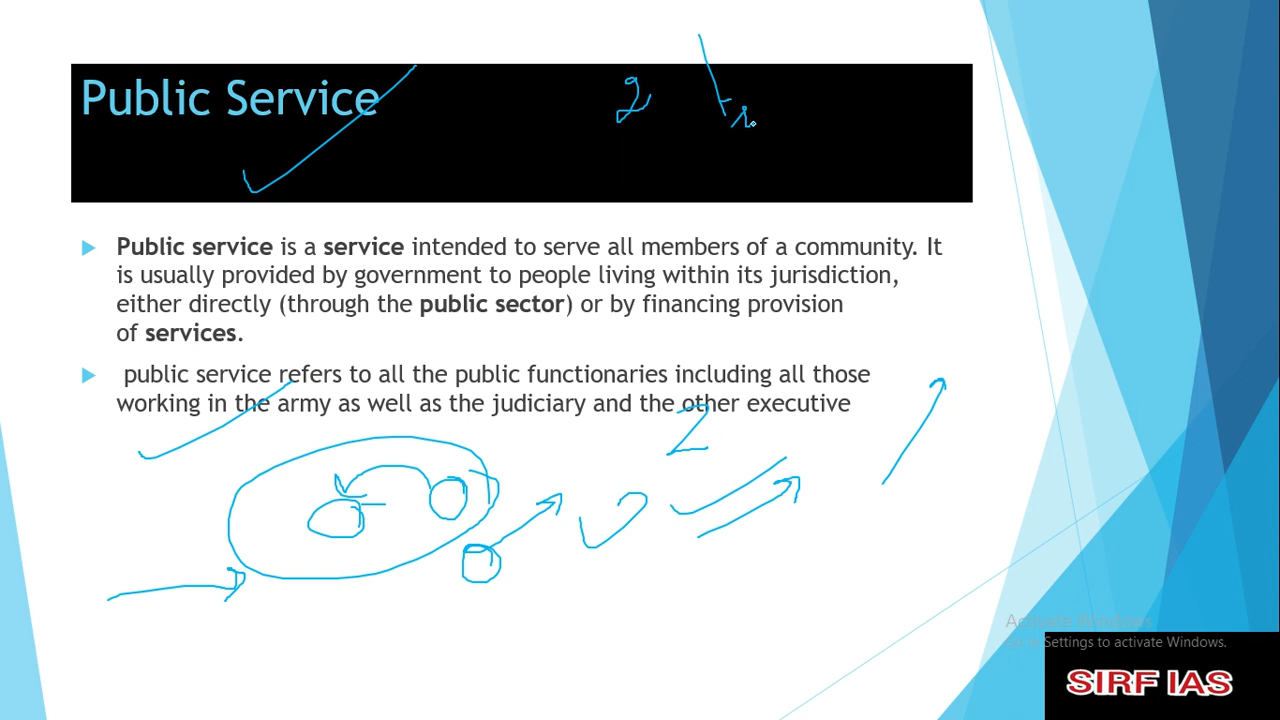 Public Service
2
Public service is a service intended to serve all members of a community. It
is usually provided by government to people living within its jurisdiction,
either directly (through the public sector) or by financing provision
of services.
public service refers to all the public functionaries including all those
working in the army as well as the judiciary and the other executive
2
Activate Windows
Go to Settings to activate Windows.
SIRF IAS